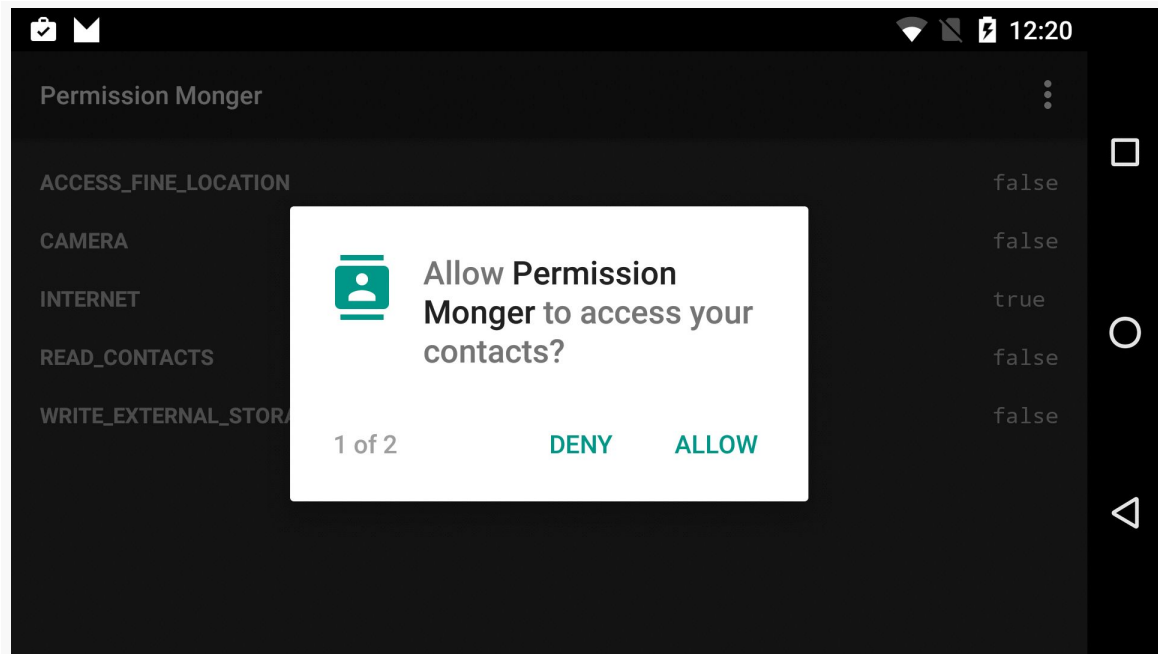 12:20
Permission Monger
ACCESS_FINE_LOCATION false
CAMERA false
INTERNET true
READ_CONTACTS false
WRITE_EXTERNAL_STORA false
Allow Permission
Monger to access your
contacts?
1 of 2 DENY ALLOW